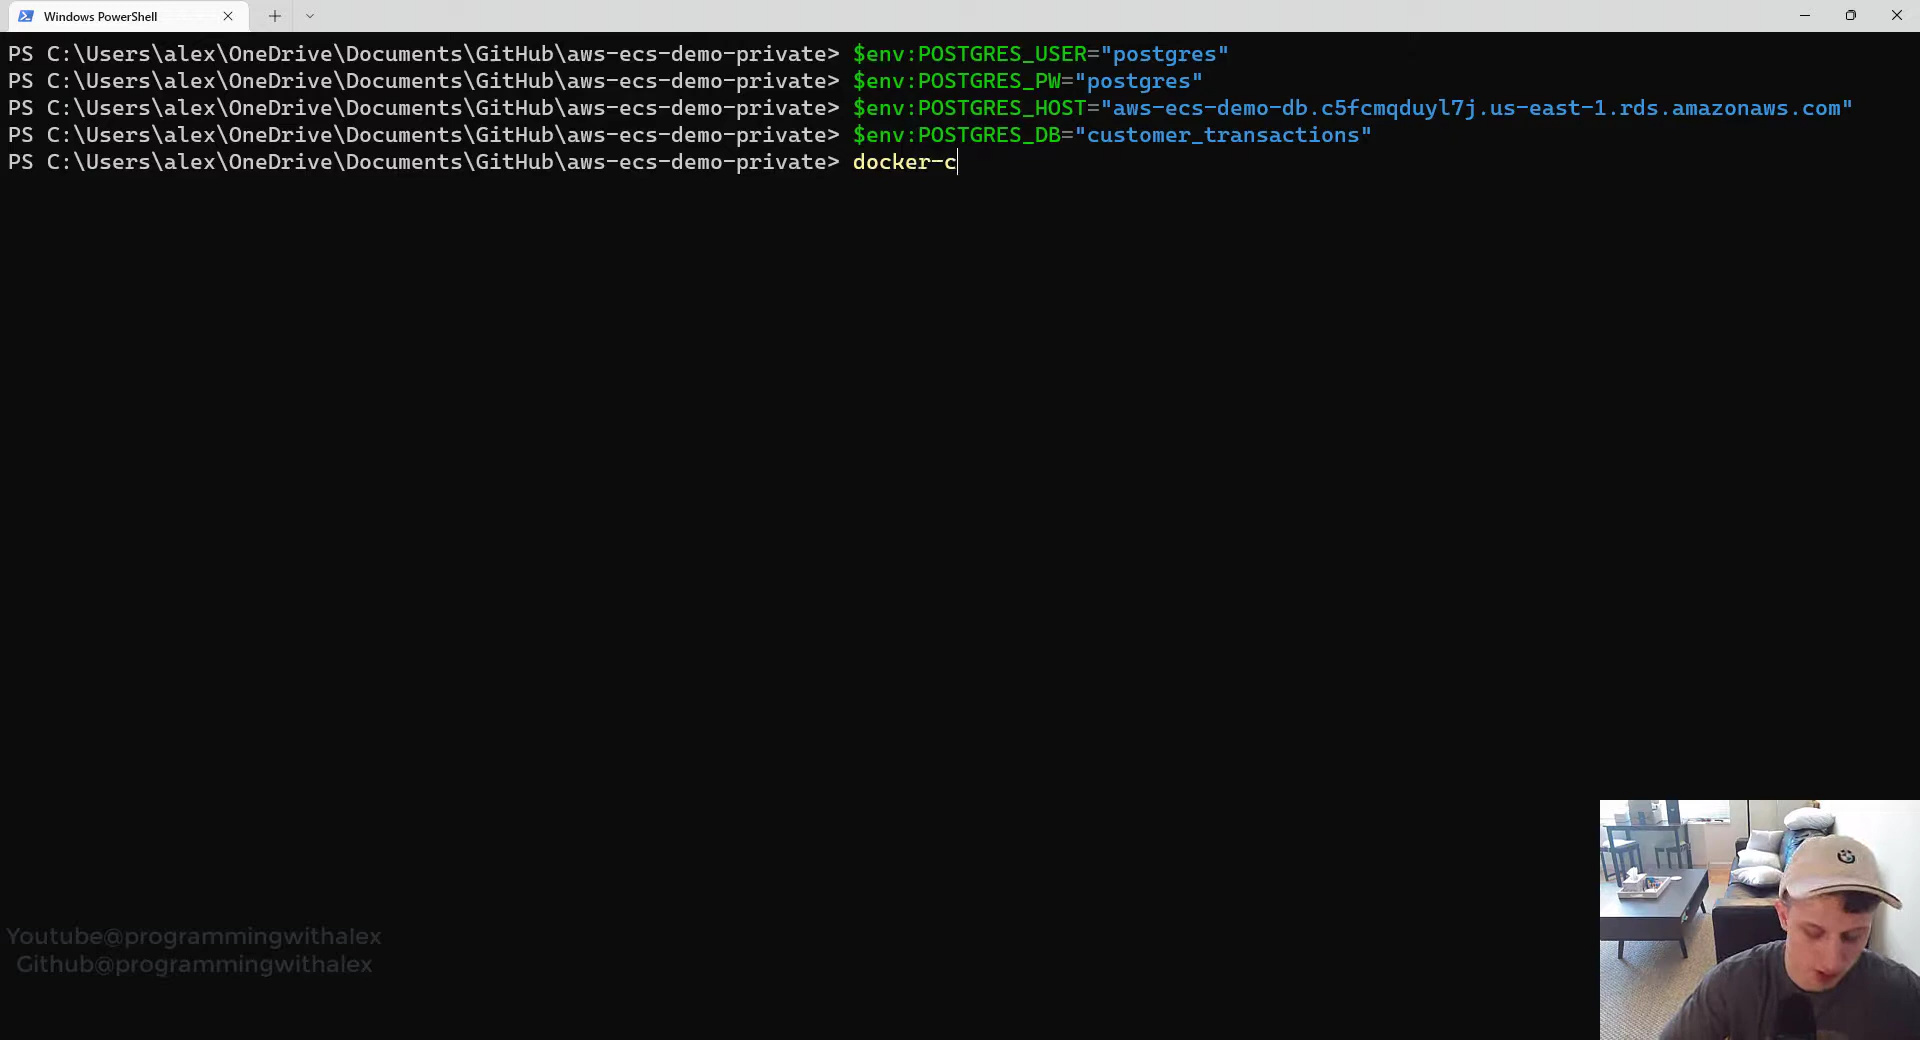 Windows PowerShell
PS C:\Users\alex\OneDrive\Documents\GitHub\aws-ecs-demo-private> $env:POSTGRES_USER="postgres"
PS C:\Users\alex\OneDrive\Documents\GitHub\aws-ecs-demo-private> $env:POSTGRES_PW="postgres"
PS C:\Users\alex\OneDrive\Documents\GitHub\aws-ecs-demo-private> $env:POSTGRES_HOST="aws-ecs-demo-db.c5fcmqduyl7j.us-east-1.rds.amazonaws.com"
PS C:\Users\alex\OneDrive\Documents\GitHub\aws-ecs-demo-private> $env:POSTGRES_DB="customer_transactions"
PS C:\Users\alex\OneDrive\Documents\GitHub\aws-ecs-demo-private> docker-c
Youtube@programmingwithalex
Github@programmingwithalex